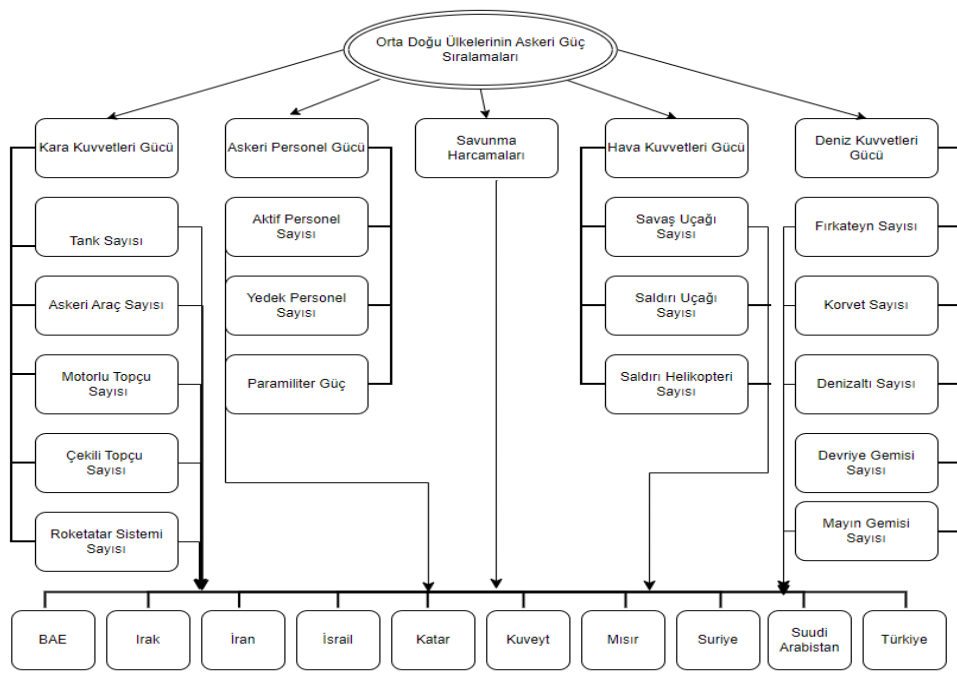 Orta Doğu Ülkelerinin Askeri Güç
Sıralamaları
Kara Kuvvetleri Gücü
Askeri Personel Gücü
Savunma
Harcamaları
Hava Kuvvetleri Gücü
Deniz Kuvvetleri
Gücü
Tank Sayısı
Aktif Personel
Sayısı
Savaş Uçağı
Sayısı
Fırkateyn Sayısı
Askeri Araç Sayısı
Yedek Personel
Sayısı
Saldırı Uçağı
Sayısı
Korvet Sayısı
Motorlu Topçu
Sayısı
Paramiliter Güç
Saldırı Helikopteri
Sayısı
Denizaltı Sayısı
Çekili Topçu
Sayısı
Devriye Gemisi
Sayısı
Roketatar Sistemi
Sayısı
Mayın Gemisi
Sayısı
BAE
Irak
İran
İsrail
Katar
Kuveyt
Mısır
Suriye
Suudi
Arabistan
Türkiye